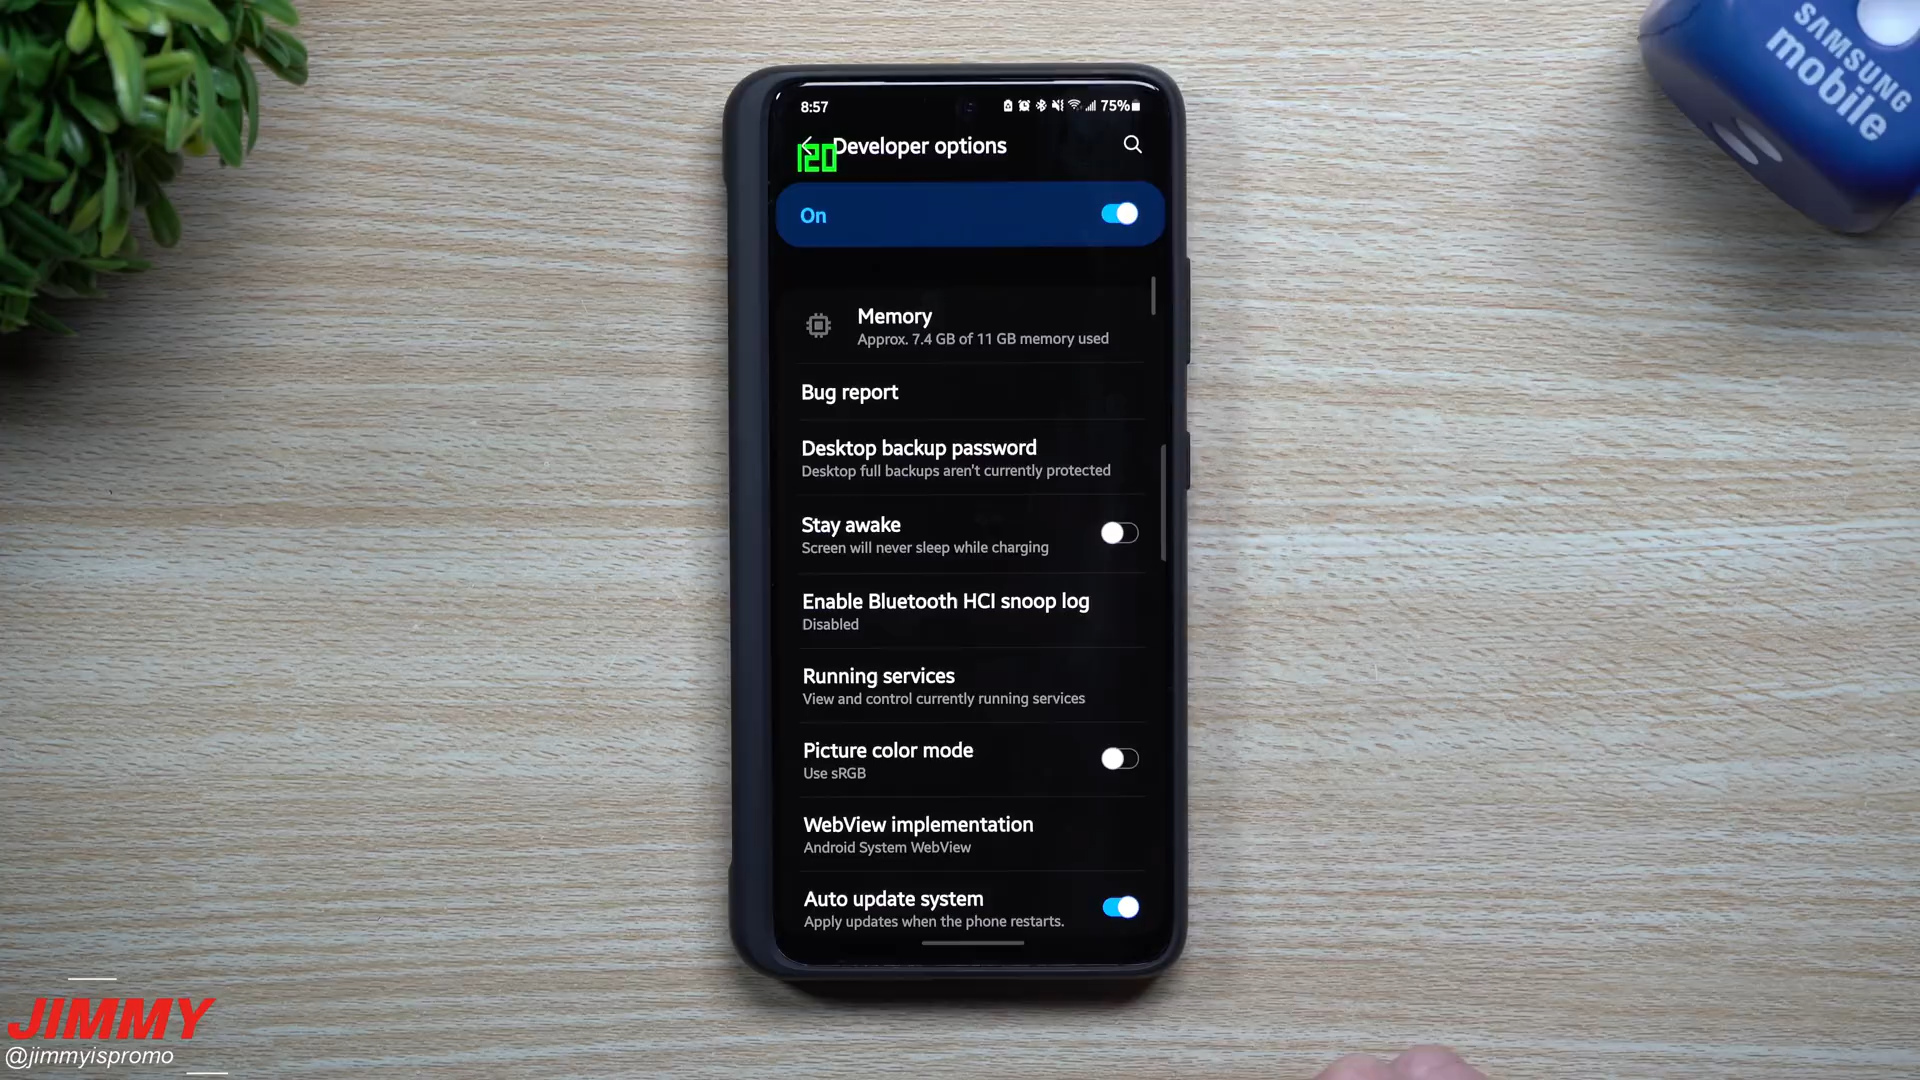 SAMSUNG
mobile
8:57
75%
120
Developer options
On
Memory
Approx. 7.4 GB of 11 GB memory used
Bug report
Desktop backup password
Desktop full backups aren't currently protected
Stay awake
Screen will never sleep while charging
Enable Bluetooth HCI snoop log
Disabled
Running services
View and control currently running services
Picture color mode
Use sRGB
WebView implementation
Android System WebView
Auto update system
Apply updates when the phone restarts.
JIMMY
@jimmyispromo